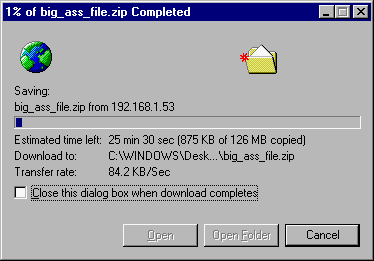 1% of big_ass_file.zip Completed
Saving:
big_ass_file.zip from 192.168.1.53
Estimated time left: 25 min 30 sec (875 KB of 126 MB copied)
Download to: C:\WINDOWS\Desk...\big_ass_file.zip
Transfer rate: 84.2 KB/Sec
Close this dialog box when download completes
Open Open Folder Cancel